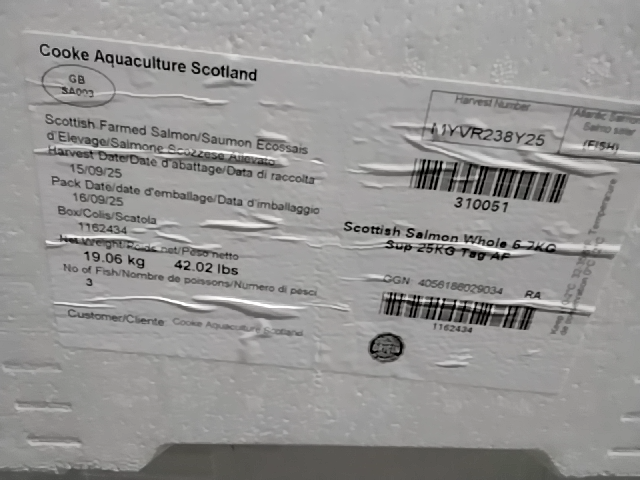 Cooke Aquaculture Scotland
GB
SA003
Scottish Farmed Salmon/Saumon Ecossais
d'Elevage/Salmone Scozzese Allevato
Harvest Date/Date d'abattage/Data di raccolta
15/09/25
Pack Date/date d'emballage/Data d'imballaggio
16/09/25
Box/Colis/Scatola
1162434
Net Weight/Poids net/Peso netto
19.06 kg 42.02 lbs
No of Fish/Nombre de poissons/Numero di pesci
3
Customer/Cliente: Cooke Aquaculture Scotland
Harvest Number
MYVR238Y25
Atlantic Salmon
Salmo salar
(FISH)
310051
Scottish Salmon Whole 6-7KG
Sup 25KG Tag AF
GGN 4056186029034 RA
1162434